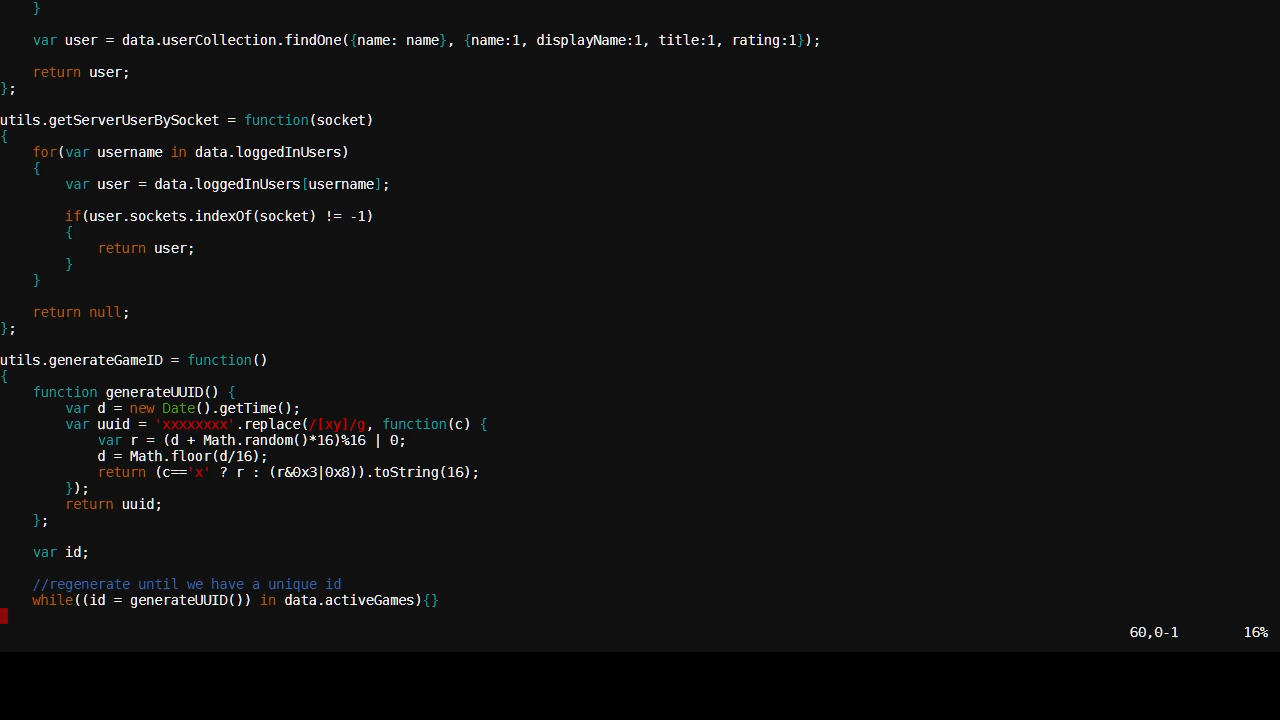 }
    var user = data.userCollection.findOne({name: name}, {name:1, displayName:1, title:1, rating:1});
    return user;
};
utils.getServerUserBySocket = function(socket)
{
    for(var username in data.loggedInUsers)
    {
        var user = data.loggedInUsers[username];
        if(user.sockets.indexOf(socket) != -1)
        {
            return user;
        }
    }
    return null;
};
utils.generateGameID = function()
{
    function generateUUID() {
        var d = new Date().getTime();
        var uuid = 'xxxxxxxx'.replace(/[xy]/g, function(c) {
            var r = (d + Math.random()*16)%16 | 0;
            d = Math.floor(d/16);
            return (c=='x' ? r : (r&0x3|0x8)).toString(16);
        });
        return uuid;
    };
    var id;
    //regenerate until we have a unique id
    while((id = generateUUID()) in data.activeGames){}
60,0-1 16%